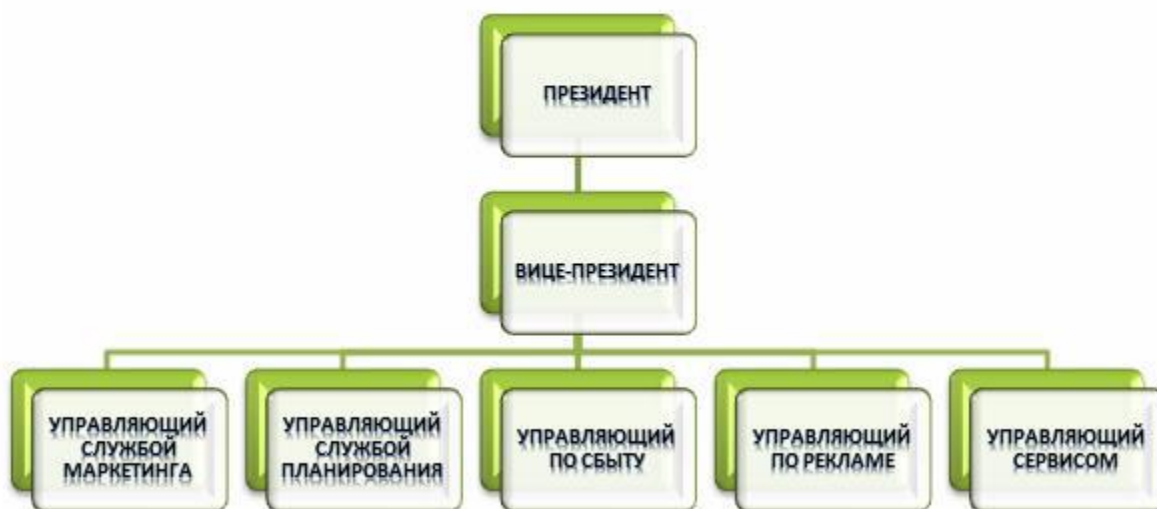 ПРЕЗИДЕНТ
ВИЦЕ-ПРЕЗИДЕНТ
УПРАВЛЯЮЩИЙ
СЛУЖБОЙ
МАРКЕТИНГА
УПРАВЛЯЮЩИЙ
СЛУЖБОЙ
ПЛАНИРОВАНИЯ
УПРАВЛЯЮЩИЙ
ПО СБЫТУ
УПРАВЛЯЮЩИЙ
ПО РЕКЛАМЕ
УПРАВЛЯЮЩИЙ
СЕРВИСОМ